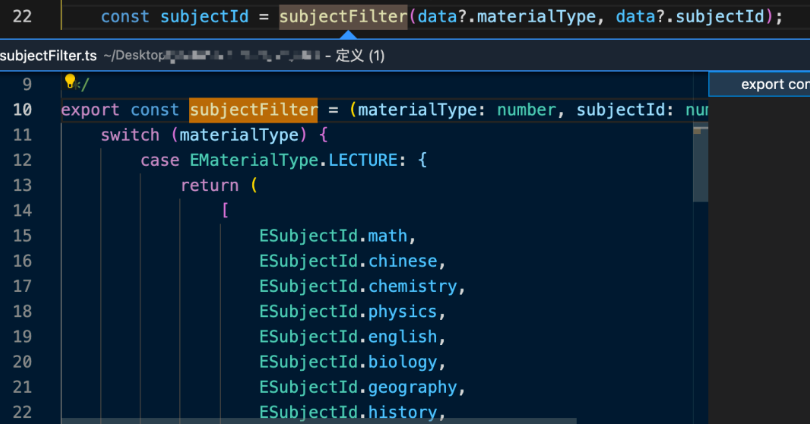 22 const subjectId = subjectFilter(data?.materialType, data?.subjectId);
subjectFilter.ts ~/Desktop - 定义 (1)
9 */
export con
10 export const subjectFilter = (materialType: number, subjectId: num
11 switch (materialType) {
12 case EMaterialType.LECTURE: {
13 return (
14 [
15 ESubjectId.math,
16 ESubjectId.chinese,
17 ESubjectId.chemistry,
18 ESubjectId.physics,
19 ESubjectId.english,
20 ESubjectId.biology,
21 ESubjectId.geography,
22 ESubjectId.history,